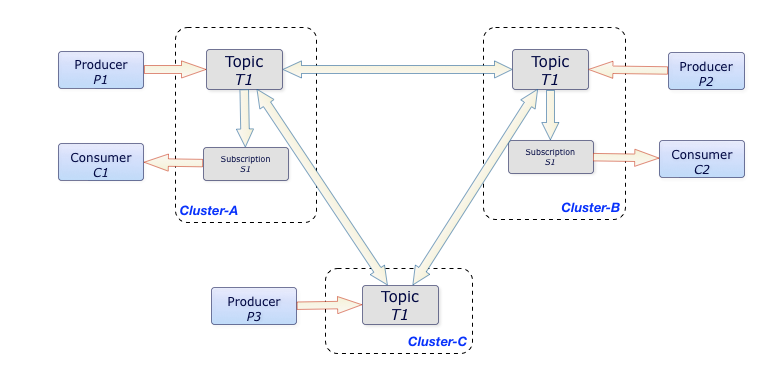 Producer
P1
Topic
T1
Topic
T1
Producer
P2
Consumer
C1
Subscription
S1
Subscription
S1
Consumer
C2
Cluster-A
Cluster-B
Producer
P3
Topic
T1
Cluster-C